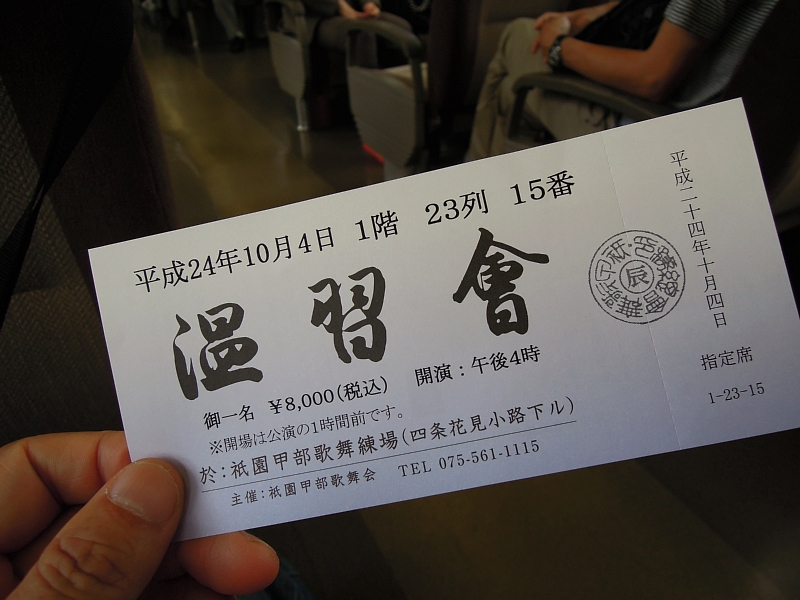 平成24年10月4日 1階 23列 15番
温習會
御一名 ¥8,000(税込) 開演：午後4時
※開場は公演の1時間前です。
於：祇園甲部歌舞練場(四条花見小路下ル)
主催：祇園甲部歌舞会 TEL 075-561-1115
辰
平成二十四年十月四日
指定席
1-23-15